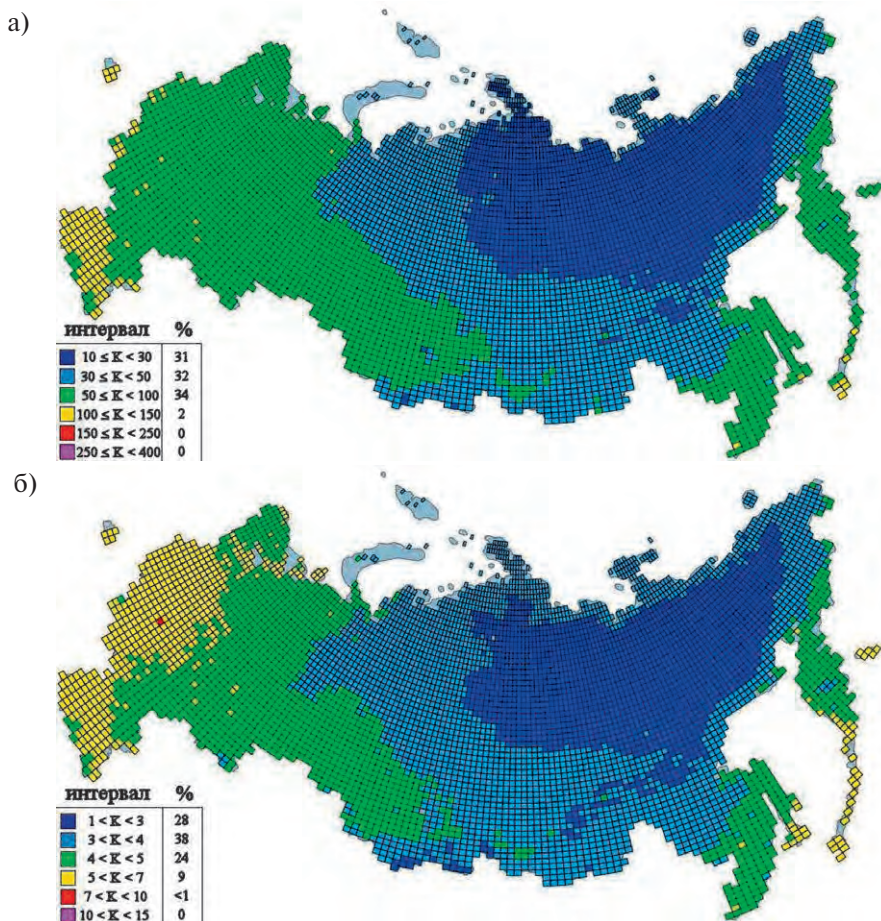 а)
интервал %
10 ≤ K < 30 31
30 ≤ K < 50 32
50 ≤ K < 100 34
100 ≤ K < 150 2
150 ≤ K < 250 0
250 ≤ K < 400 0
б)
интервал %
1 < K < 3 28
3 < K < 4 38
4 < K < 5 24
5 < K < 7 9
7 < K < 10 <1
10 < K < 15 0